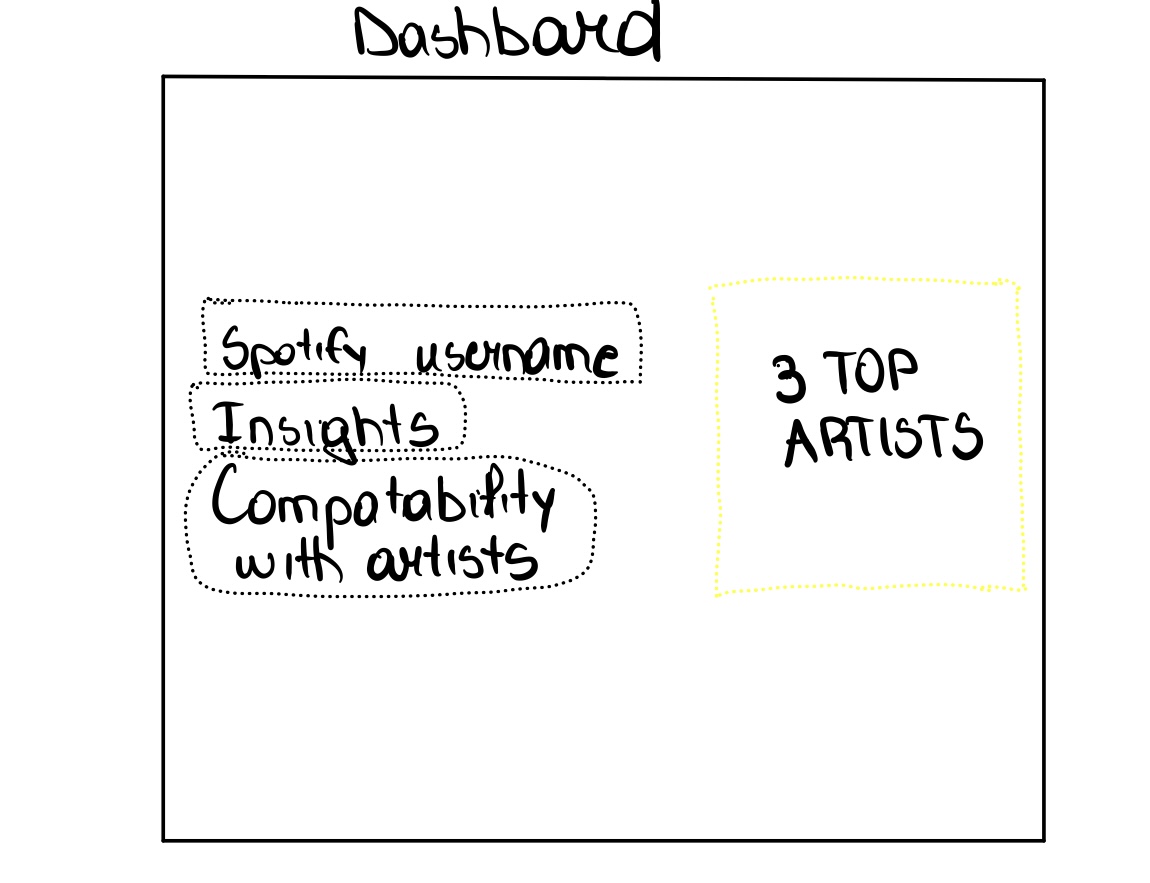 Dashboard
Spotify username
Insights
Compatability
with artists
3 TOP
ARTISTS